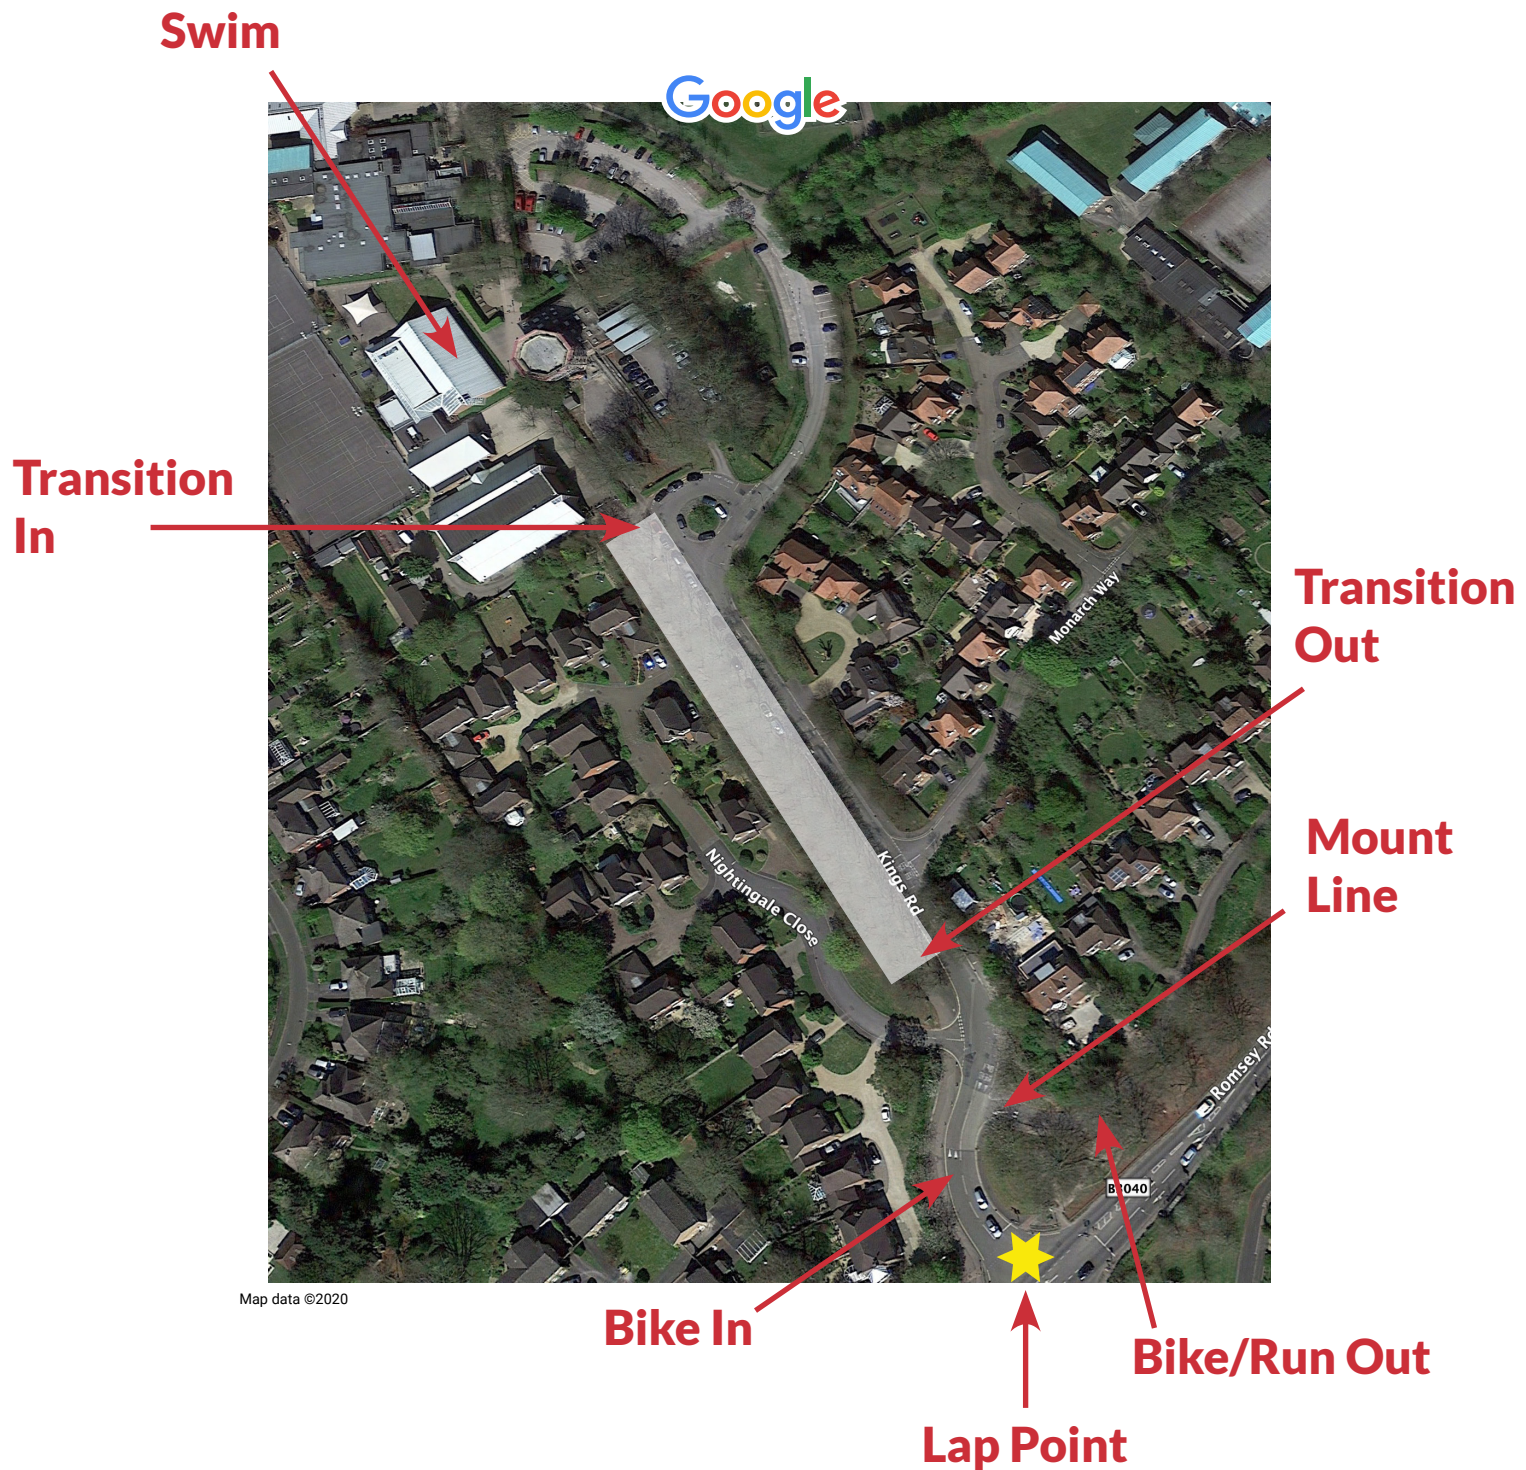 Swim
Google
Transition
In
Transition
Out
Monarch Way
Mount
Line
Kings Rd
Nightingale Close
Romsey Rd
B3040
Map data ©2020
Bike In
Bike/Run Out
Lap Point